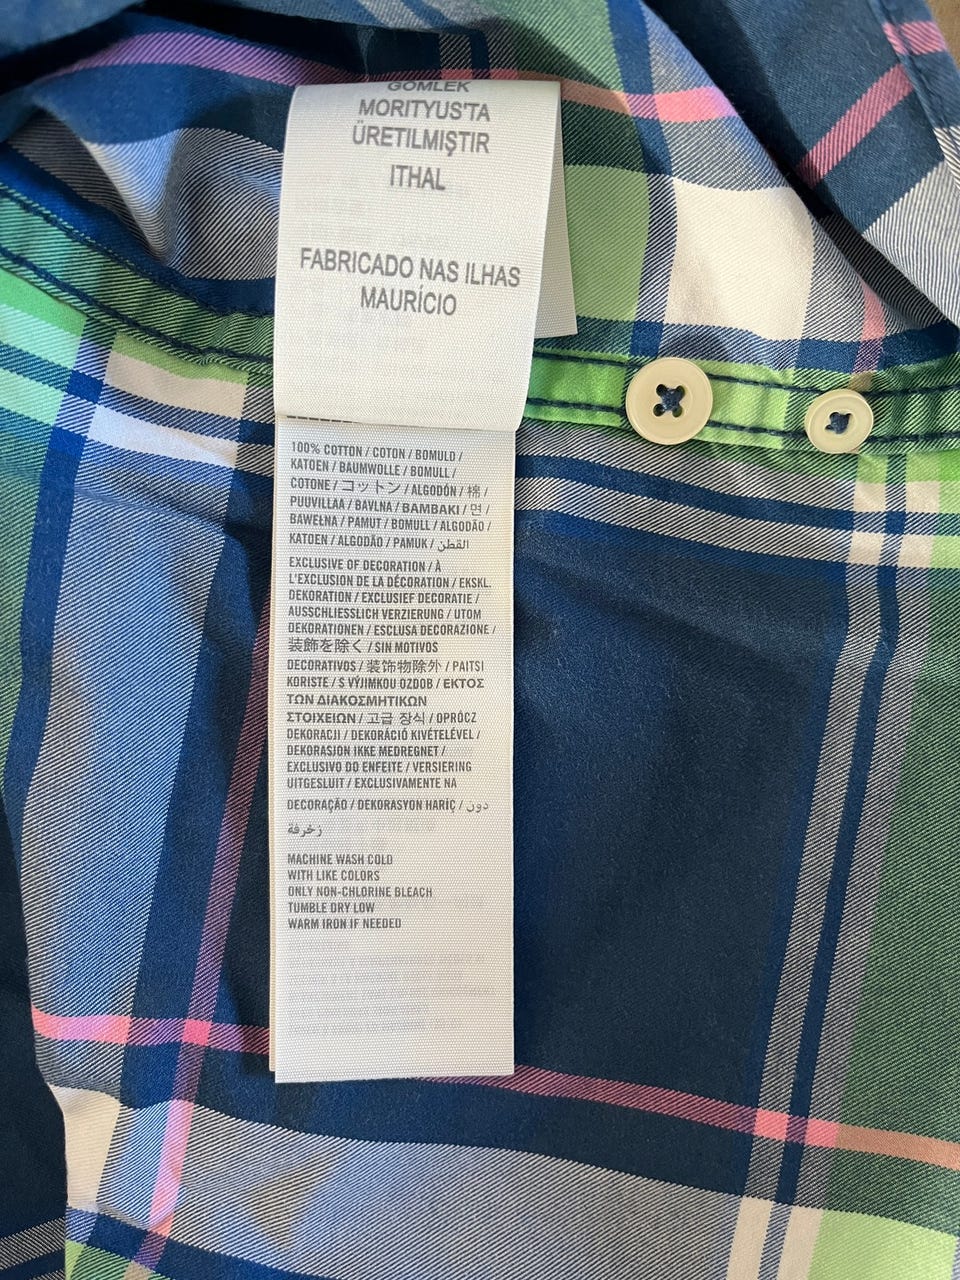 GÖMLEK
MORITYUS'TA
ÜRETILMIŞTIR
ITHAL
FABRICADO NAS ILHAS
MAURÍCIO
100% COTTON / COTON / BOMULD /
KATOEN / BAUMWOLLE / BOMULL /
COTONE / コットン / ALGODÓN / 棉 /
PUUVILLAA / BAVLNA / BAMBAKI / 면 /
BAWEŁNA / PAMUT / BOMULL / ALGODÃO /
KATOEN / ALGODÃO / PAMUK / القطن
EXCLUSIVE OF DECORATION / À
L'EXCLUSION DE LA DÉCORATION / EKSKL.
DEKORATION / EXCLUSIEF DECORATIE /
AUSSCHLIESSLICH VERZIERUNG / UTOM
DEKORATIONEN / ESCLUSA DECORAZIONE /
装飾を除く / SIN MOTIVOS
DECORATIVOS / 装饰物除外 / PAITSI
KORISTE / S VÝJIMKOU OZDOB / ΕΚΤΟΣ
ΤΩΝ ΔΙΑΚΟΣΜΗΤΙΚΩΝ
ΣΤΟΙΧΕΙΩΝ / 고급 장식 / OPRÓCZ
DEKORACJI / DEKORÁCIÓ KIVÉTELÉVEL /
DEKORASJON IKKE MEDREGNET /
EXCLUSIVO DO ENFEITE / VERSIERING
UITGESLUIT / EXCLUSIVAMENTE NA
DECORAÇÃO / DEKORASYON HARIÇ / دون
زخرفة
MACHINE WASH COLD
WITH LIKE COLORS
ONLY NON-CHLORINE BLEACH
TUMBLE DRY LOW
WARM IRON IF NEEDED